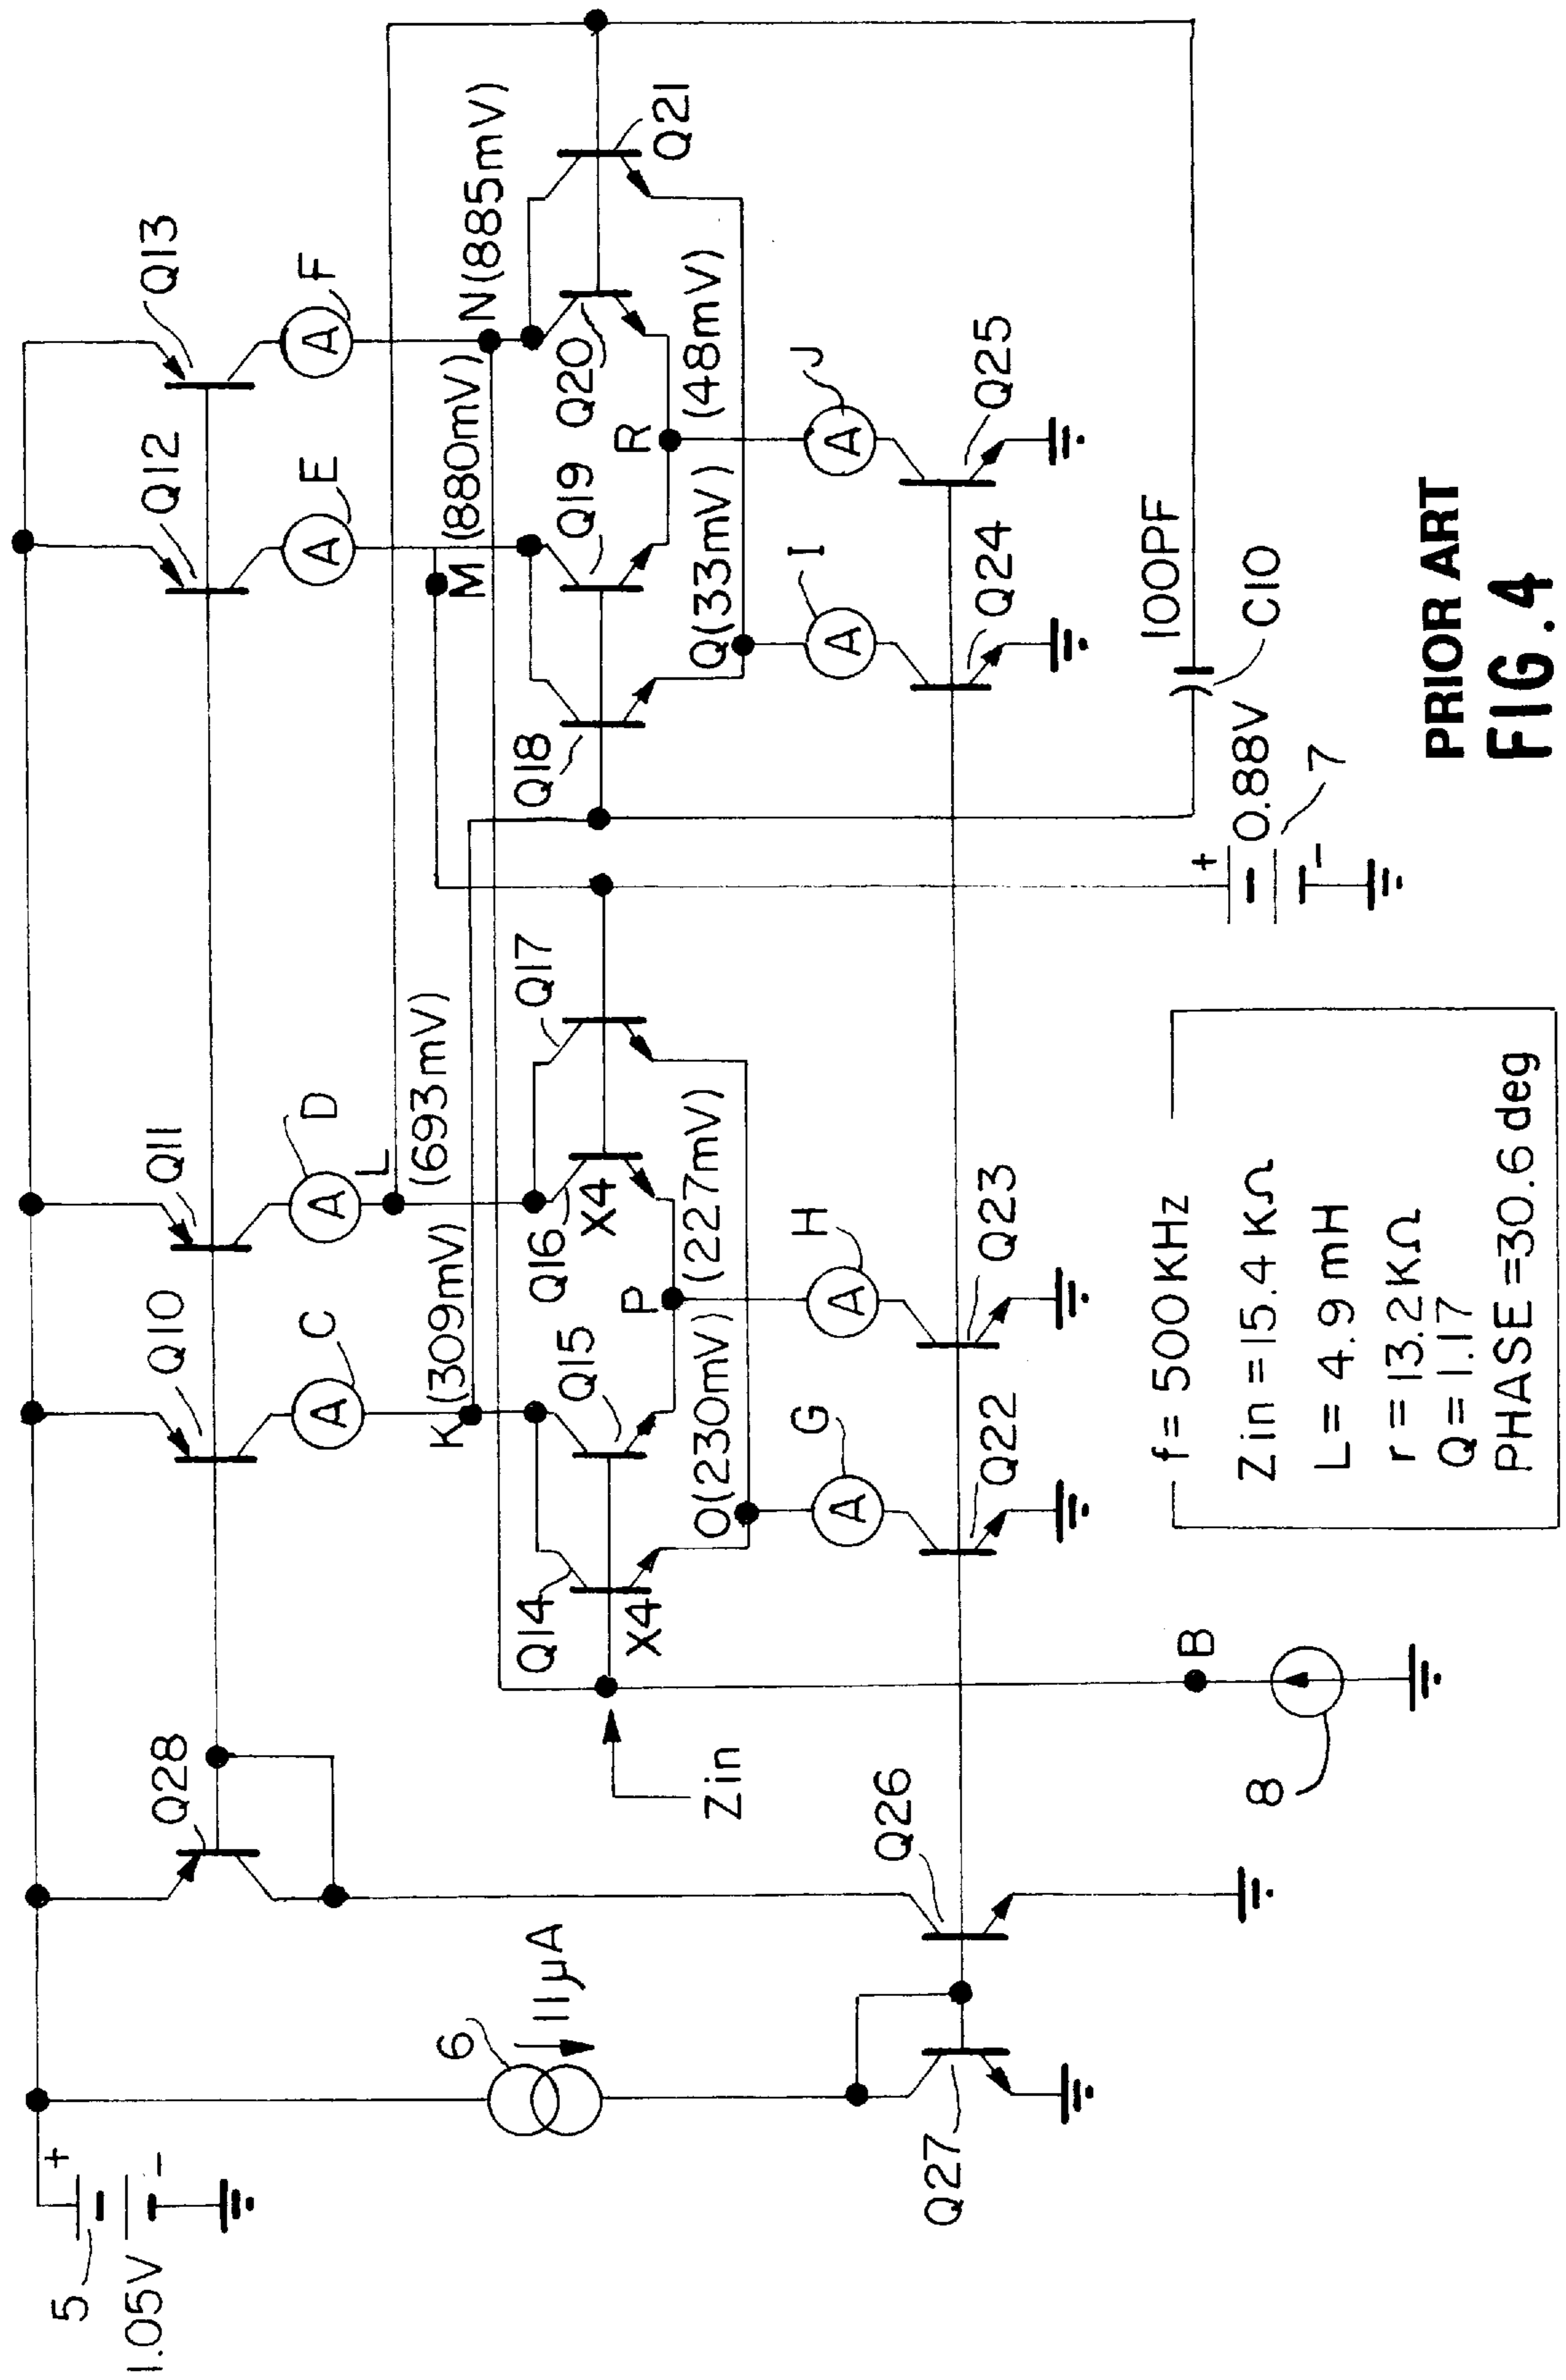 5
1.05V
+
-
6
11μA
Q27
Q28
Q26
Zin
8
B
Q10
Q11
Q12
Q13
C
D
E
F
K
(309mV)
L
(693mV)
M
(880mV)
N(885mV)
Q14
X4
Q15
Q16
X4
Q17
Q18
Q19
Q20
Q21
O(230mV)
P
(227mV)
Q(33mV)
R
(48mV)
A
A
A
A
A
A
A
A
G
H
I
J
Q22
Q23
Q24
Q25
+
0.88V
-
7
100PF
C10
f = 500KHz
Zin = 15.4 KΩ
L = 4.9 mH
r = 13.2KΩ
Q = 1.17
PHASE = 30.6 deg
PRIOR ART
FIG.4